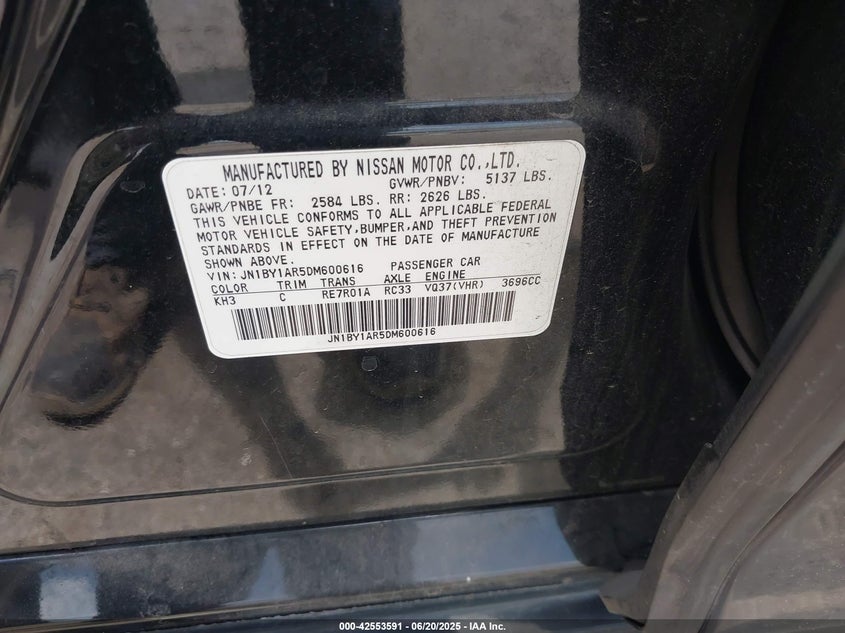 MANUFACTURED BY NISSAN MOTOR CO.,LTD.
DATE: 07/12 GVWR/PNBV: 5137 LBS.
GAWR/PNBE FR: 2584 LBS. RR: 2626 LBS.
THIS VEHICLE CONFORMS TO ALL APPLICABLE FEDERAL
MOTOR VEHICLE SAFETY,BUMPER,AND THEFT PREVENTION
STANDARDS IN EFFECT ON THE DATE OF MANUFACTURE
SHOWN ABOVE.
VIN: JN1BY1AR5DM600616 PASSENGER CAR
COLOR TRIM TRANS AXLE ENGINE
KH3 C RE7R01A RC33 VQ37(VHR) 3696CC
JN1BY1AR5DM600616
000-42553591 - 06/20/2025 - IAA Inc.